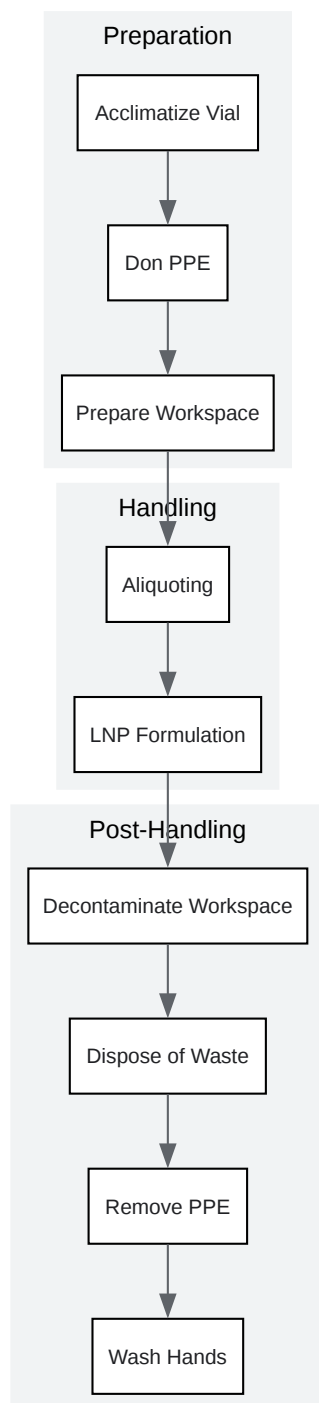 Preparation
Acclimatize Vial
Don PPE
Prepare Workspace
Handling
Aliquoting
LNP Formulation
Post-Handling
Decontaminate Workspace
Dispose of Waste
Remove PPE
Wash Hands